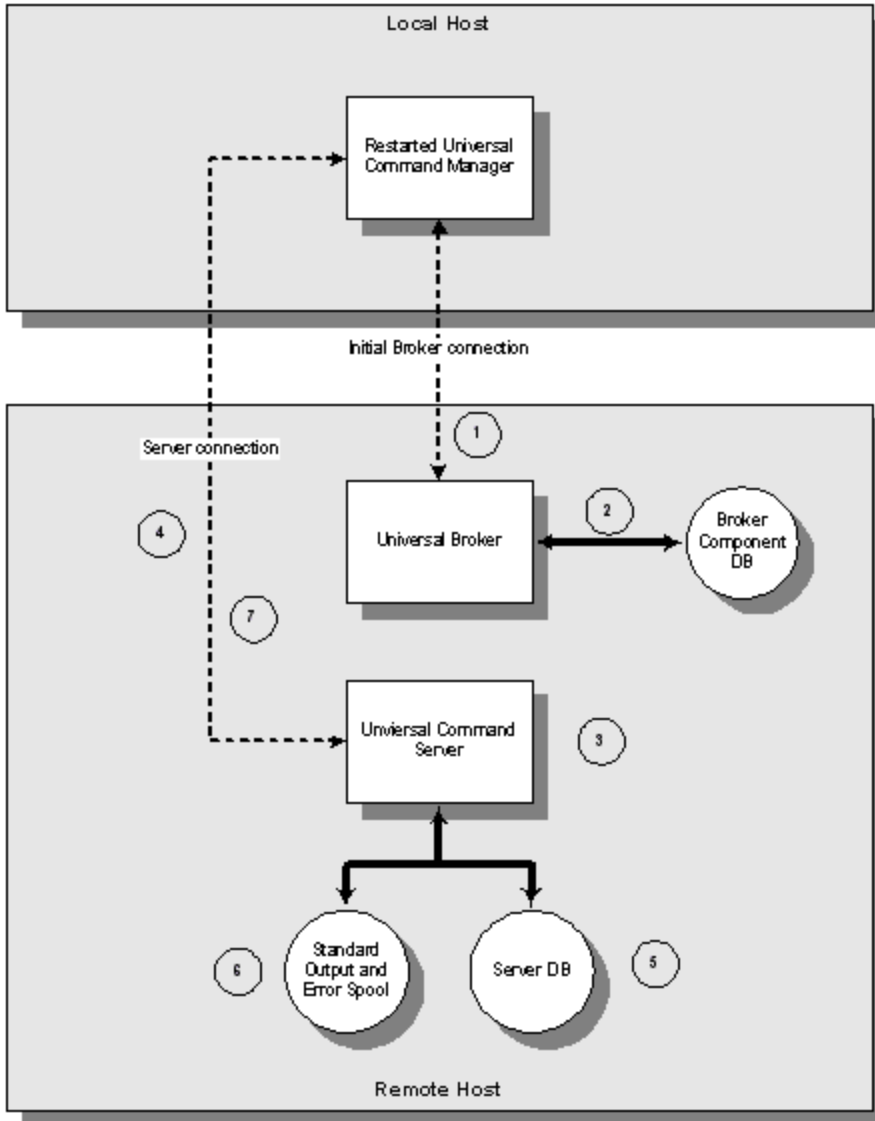 Local Host
Restarted Universal
Command Manager
Initial Broker connection
1
Server connection
2
Broker
Component
DB
Universal Broker
4
7
Unviersal Command
Server
3
Standard
Output and
Error Spool
6
Server DB
5
Remote Host